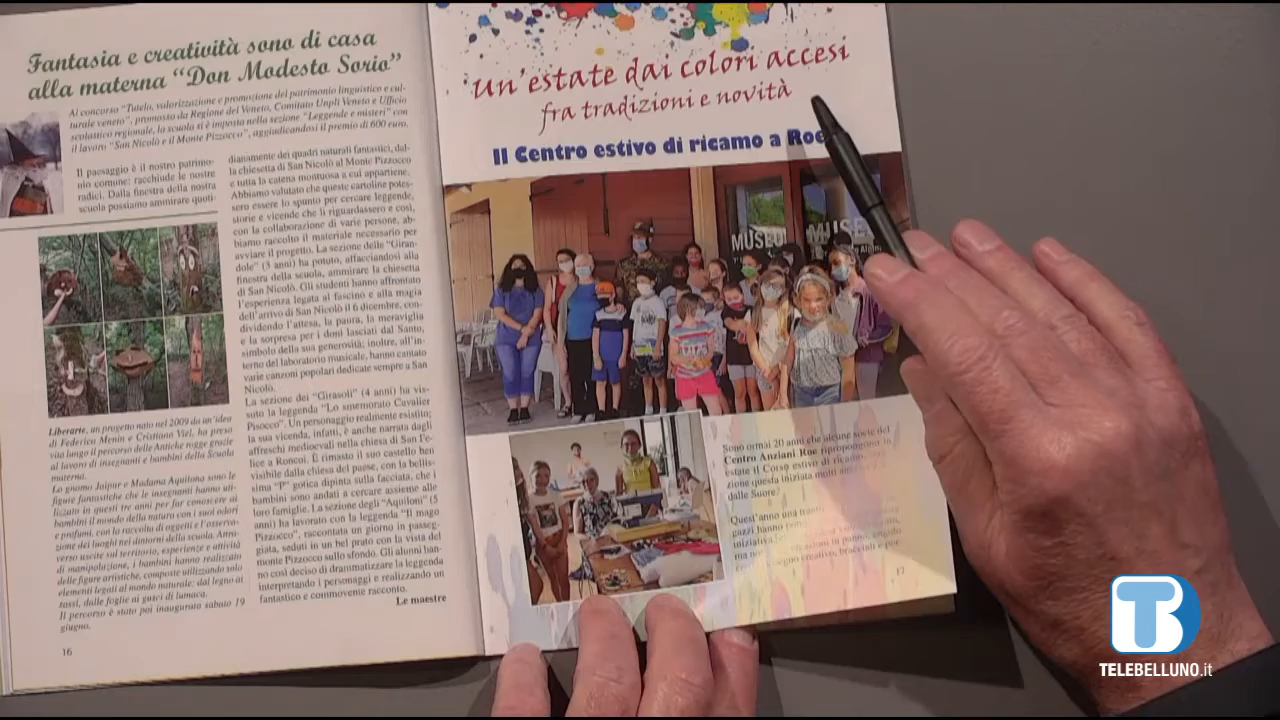 Fantasia e creatività sono di casa
alla materna "Don Modesto Sorio"
Al concorso "Tutela, valorizzazione e promozione del patrimonio linguistico e cul-
turale veneto", promosso da Regione del Veneto, Comitato Unpli Veneto e Ufficio
scolastico regionale, la scuola si è imposta nella sezione "Leggende e misteri" con
il lavoro "San Nicolò e il Monte Pizzocco", aggiudicandosi il premio di 600 euro.
Il paesaggio è il nostro patrimo-
nio comune: racchiude le nostre
radici. Dalla finestra della nostra
scuola possiamo ammirare quoti-
dianamente dei quadri naturali fantastici, dal-
la chiesetta di San Nicolò al Monte Pizzocco
e tutta la catena montuosa a cui appartiene.
Abbiamo valutato che queste cartoline potes-
sero essere lo spunto per cercare leggende,
storie e vicende che li riguardassero e così,
con la collaborazione di varie persone, ab-
biamo raccolto il materiale necessario per
avviare il progetto. La sezione delle "Giran-
dole" (3 anni) ha potuto, affacciandosi alla
finestra della scuola, ammirare la chiesetta
di San Nicolò. Gli studenti hanno affrontato
l'esperienza legata al fascino e alla magia
dell'arrivo di San Nicolò il 6 dicembre, con-
dividendo l'attesa, la paura, la meraviglia
e la sorpresa per i doni lasciati dal Santo,
simbolo della sua generosità; inoltre, all'in-
terno del laboratorio musicale, hanno cantato
varie canzoni popolari dedicate sempre a San
Nicolò.
La sezione dei "Girasoli" (4 anni) ha vis-
suto la leggenda "Lo smemorato Cavalier
Pisocco". Un personaggio realmente esistito;
la sua vicenda, infatti, è anche narrata dagli
affreschi medioevali nella chiesa di San Fe-
lice a Roncoi. È rimasto il suo castello ben
visibile dalla chiesa del paese, con la bellis-
sima "P" gotica dipinta sulla facciata, che i
bambini sono andati a cercare assieme alle
loro famiglie. La sezione degli "Aquiloni" (5
anni) ha lavorato con la leggenda "Il mago
Pizzocco", raccontata un giorno in passeg-
giata, seduti in un bel prato con la vista del
monte Pizzocco sullo sfondo. Gli alunni han-
no così deciso di drammatizzare la leggenda
interpretando i personaggi e realizzando un
fantastico e commovente racconto.
Le maestre
Liberarte, un progetto nato nel 2009 da un'idea
di Federico Menin e Cristiano Viel, ha preso
vita lungo il percorso delle Antiche rogge grazie
al lavoro di insegnanti e bambini della Scuola
materna.
Lo gnomo Jaipur e Madama Aquilona sono le
figure fantastiche che le insegnanti hanno uti-
lizzato in questi tre anni per far conoscere ai
bambini il mondo della natura con i suoi odori
e profumi, con la raccolta di oggetti e l'osserva-
zione dei luoghi nei dintorni della scuola. Attra-
verso uscite sul territorio, esperienze e attività
di manipolazione, i bambini hanno realizzato
delle figure artistiche, composte utilizzando solo
elementi legati al mondo naturale: dal legno ai
sassi, dalle foglie ai gusci di lumaca.
Il percorso è stato poi inaugurato sabato 19
giugno.
16
Un'estate dai colori accesi
fra tradizioni e novità
Il Centro estivo di ricamo a Roe
MUSEO
MUSE
Sono ormai 20 anni che alcune socie del
Centro Anziani Roe ripropongono in
estate il Corso estivo di ricamo
zione questa iniziata molti anni
dalle Suore?
Quest'anno una
gazzi hanno
iniziativa
segno creativo, bracciali e
17
TELEBELLUNO.it